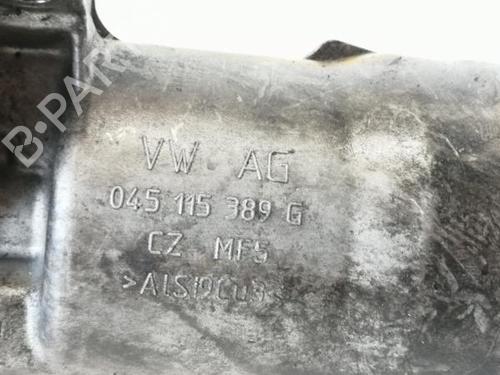 B-PARTS
VW AG
045 115 389 G
CZ MFS
>AlSi9Cu3